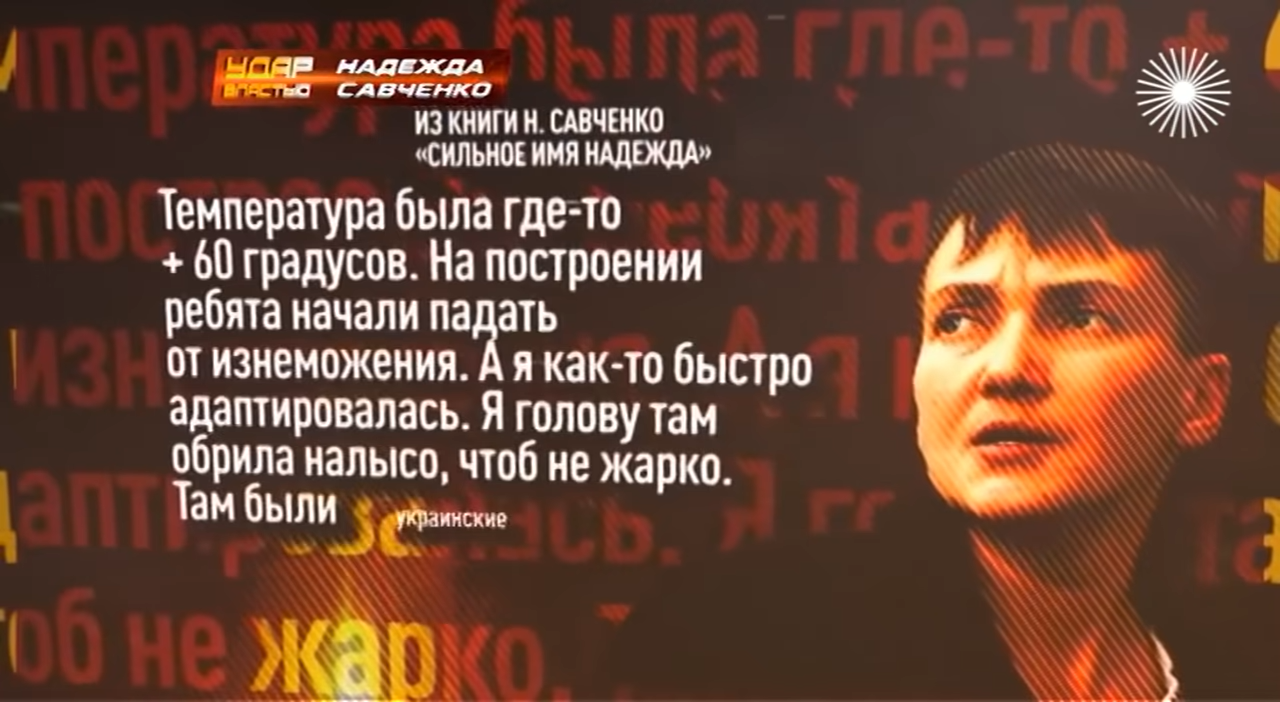 УДАР
ВЛАСТЬЮ
НАДЕЖДА
САВЧЕНКО
ИЗ КНИГИ Н. САВЧЕНКО
«СИЛЬНОЕ ИМЯ НАДЕЖДА»
Температура была где-то
+ 60 градусов. На построении
ребята начали падать
от изнеможения. А я как-то быстро
адаптировалась. Я голову там
обрила налысо, чтоб не жарко.
Там были украинские